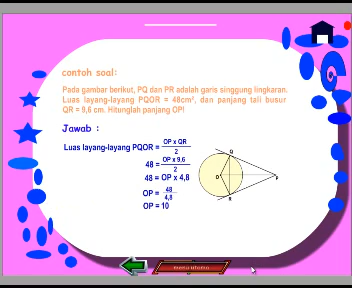 contoh soal:
Pada gambar berikut, PQ dan PR adalah garis singgung lingkaran.
Luas layang-layang PQOR = 48cm², dan panjang tali busur
QR = 9,6 cm. Hitunglah panjang OP!
Jawab :
Luas layang-layang PQOR = OP x QR / 2
48 = OP x 9,6 / 2
48 = OP x 4,8
OP = 48 / 4,8
OP = 10
Q
O
P
R
menu utama